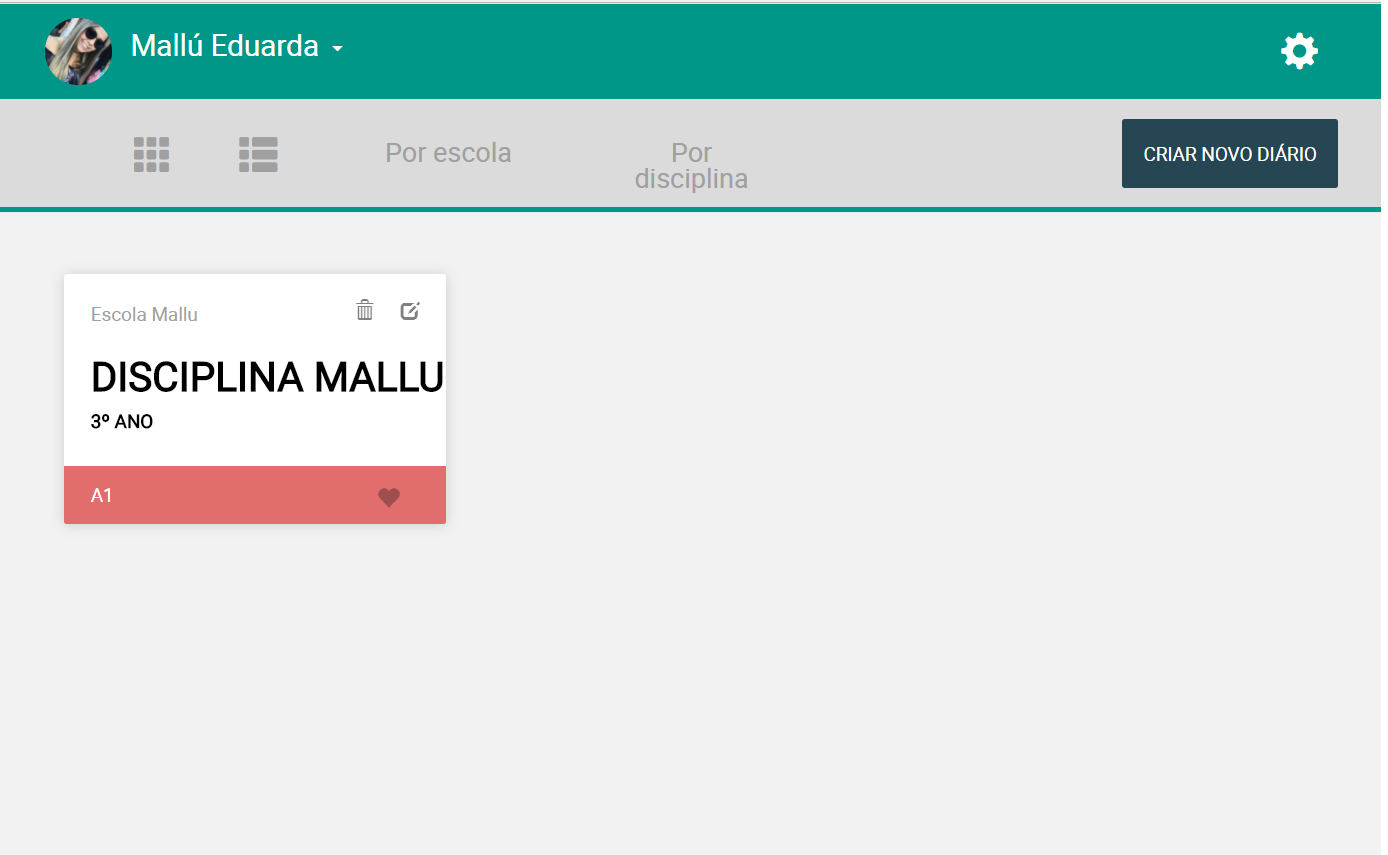 Mallú Eduarda
Por escola
Por
disciplina
CRIAR NOVO DIÁRIO
Escola Mallu
DISCIPLINA MALLU
3º ANO
A1